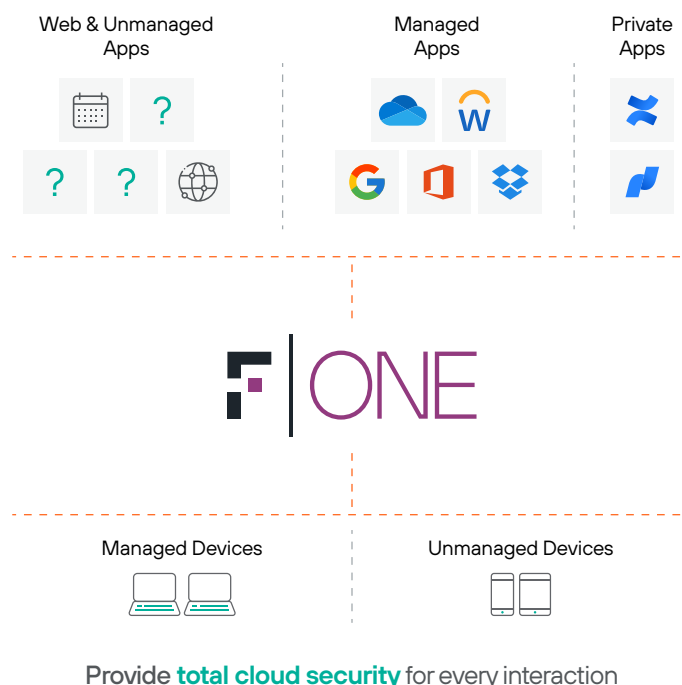 Web & Unmanaged
Apps
Managed
Apps
Private
Apps
?
W
? ?
G
F|ONE
Managed Devices
Unmanaged Devices
Provide total cloud security for every interaction